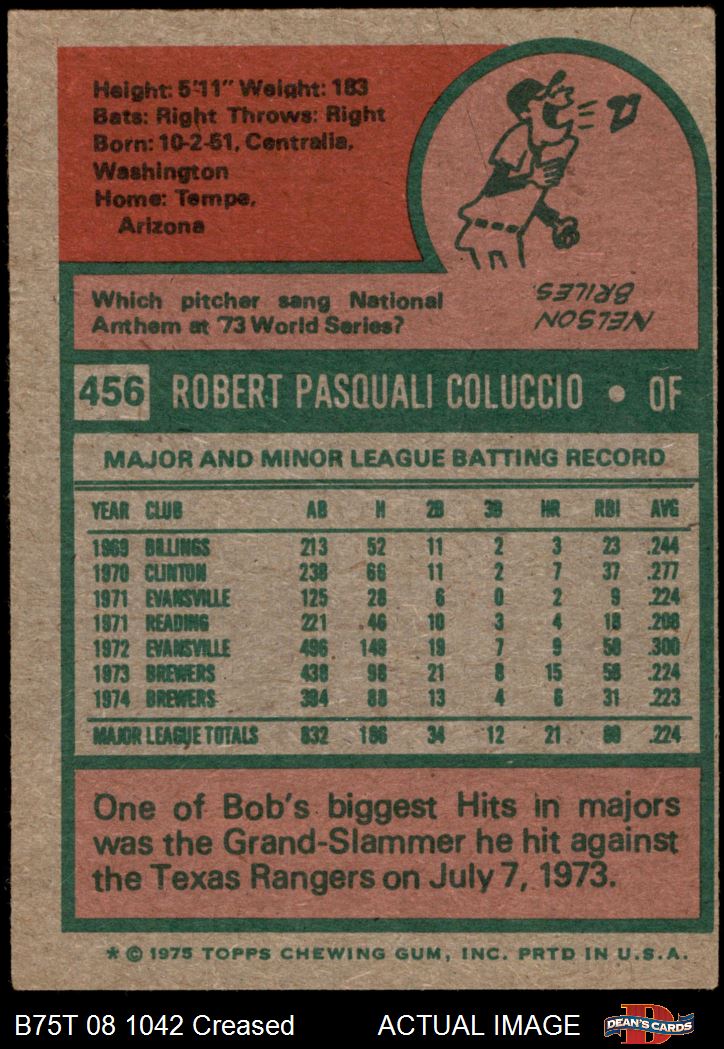 Height: 5'11" Weight: 183
Bats: Right Throws: Right
Born: 10-2-51, Centralia,
Washington
Home: Tempe,
Arizona
NELSON
BRILES.
Which pitcher sang National
Anthem at '73 World Series?
456 ROBERT PASQUALI COLUCCIO • OF
MAJOR AND MINOR LEAGUE BATTING RECORD
YEAR CLUB AB H 2B 3B HR RBI AVG
1969 BILLINGS 213 52 11 2 3 23 .244
1970 CLINTON 238 66 11 2 7 37 .277
1971 EVANSVILLE 125 28 6 0 2 9 .224
1971 READING 221 46 10 3 4 18 .208
1972 EVANSVILLE 496 149 19 7 9 58 .300
1973 BREWERS 438 98 21 8 15 58 .224
1974 BREWERS 394 88 13 4 6 31 .223
MAJOR LEAGUE TOTALS 832 186 34 12 21 89 .224
One of Bob's biggest Hits in majors
was the Grand-Slammer he hit against
the Texas Rangers on July 7, 1973.
* © 1975 TOPPS CHEWING GUM, INC. PRTD IN U.S.A.
B75T 08 1042 Creased ACTUAL IMAGE
D
DEAN'S CARDS